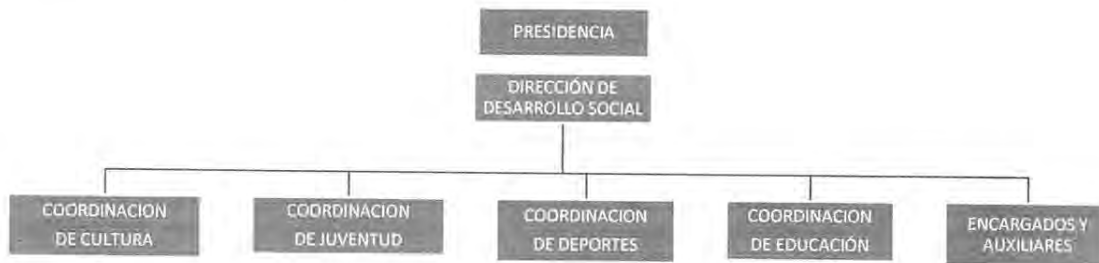 PRESIDENCIA
DIRECCIÓN DE
DESARROLLO SOCIAL
COORDINACION
DE CULTURA
COORDINACION
DE JUVENTUD
COORDINACION
DE DEPORTES
COORDINACION
DE EDUCACIÓN
ENCARGADOS Y
AUXILIARES